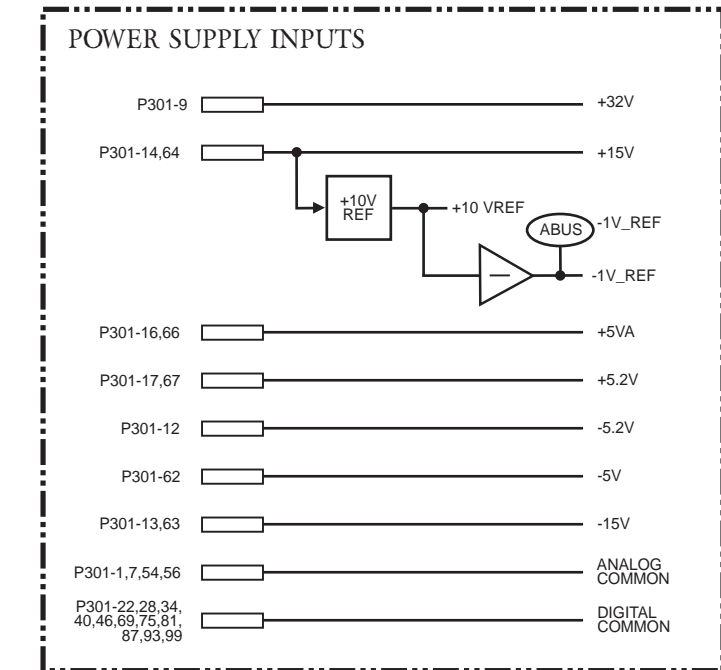 POWER SUPPLY INPUTS
P301-9 +32V
P301-14,64 +15V
+10V
REF
+10 VREF
ABUS -1V_REF
-1V_REF
P301-16,66 +5VA
P301-17,67 +5.2V
P301-12 -5.2V
P301-62 -5V
P301-13,63 -15V
P301-1,7,54,56 ANALOG
COMMON
P301-22,28,34,
40,46,69,75,81,
87,93,99
DIGITAL
COMMON